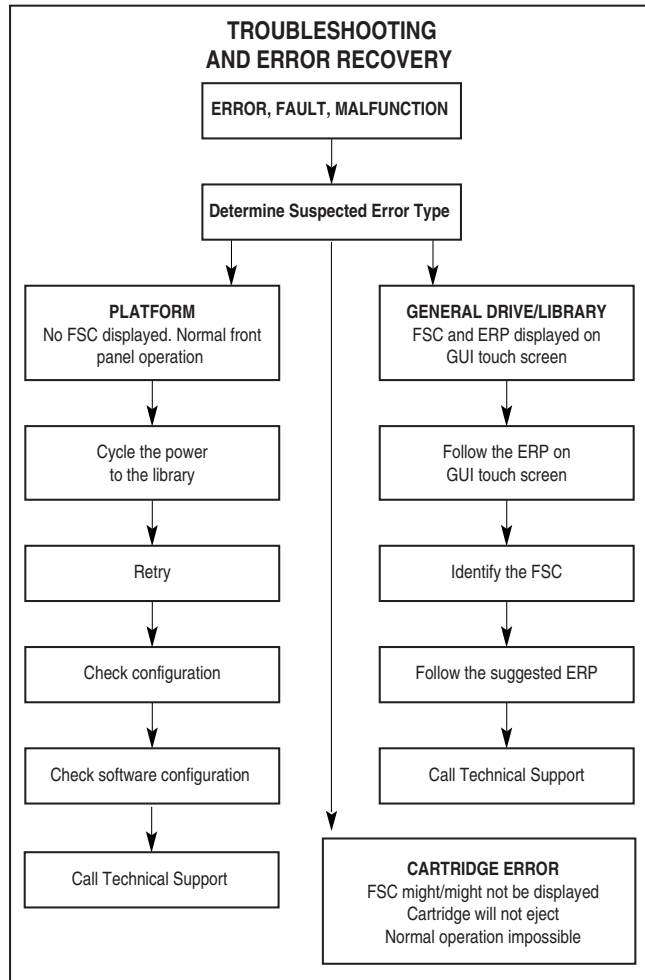 TROUBLESHOOTING
AND ERROR RECOVERY
ERROR, FAULT, MALFUNCTION
Determine Suspected Error Type
PLATFORM
No FSC displayed. Normal front
panel operation
Cycle the power
to the library
Retry
Check configuration
Check software configuration
Call Technical Support
GENERAL DRIVE/LIBRARY
FSC and ERP displayed on
GUI touch screen
Follow the ERP on
GUI touch screen
Identify the FSC
Follow the suggested ERP
Call Technical Support
CARTRIDGE ERROR
FSC might/might not be displayed
Cartridge will not eject
Normal operation impossible